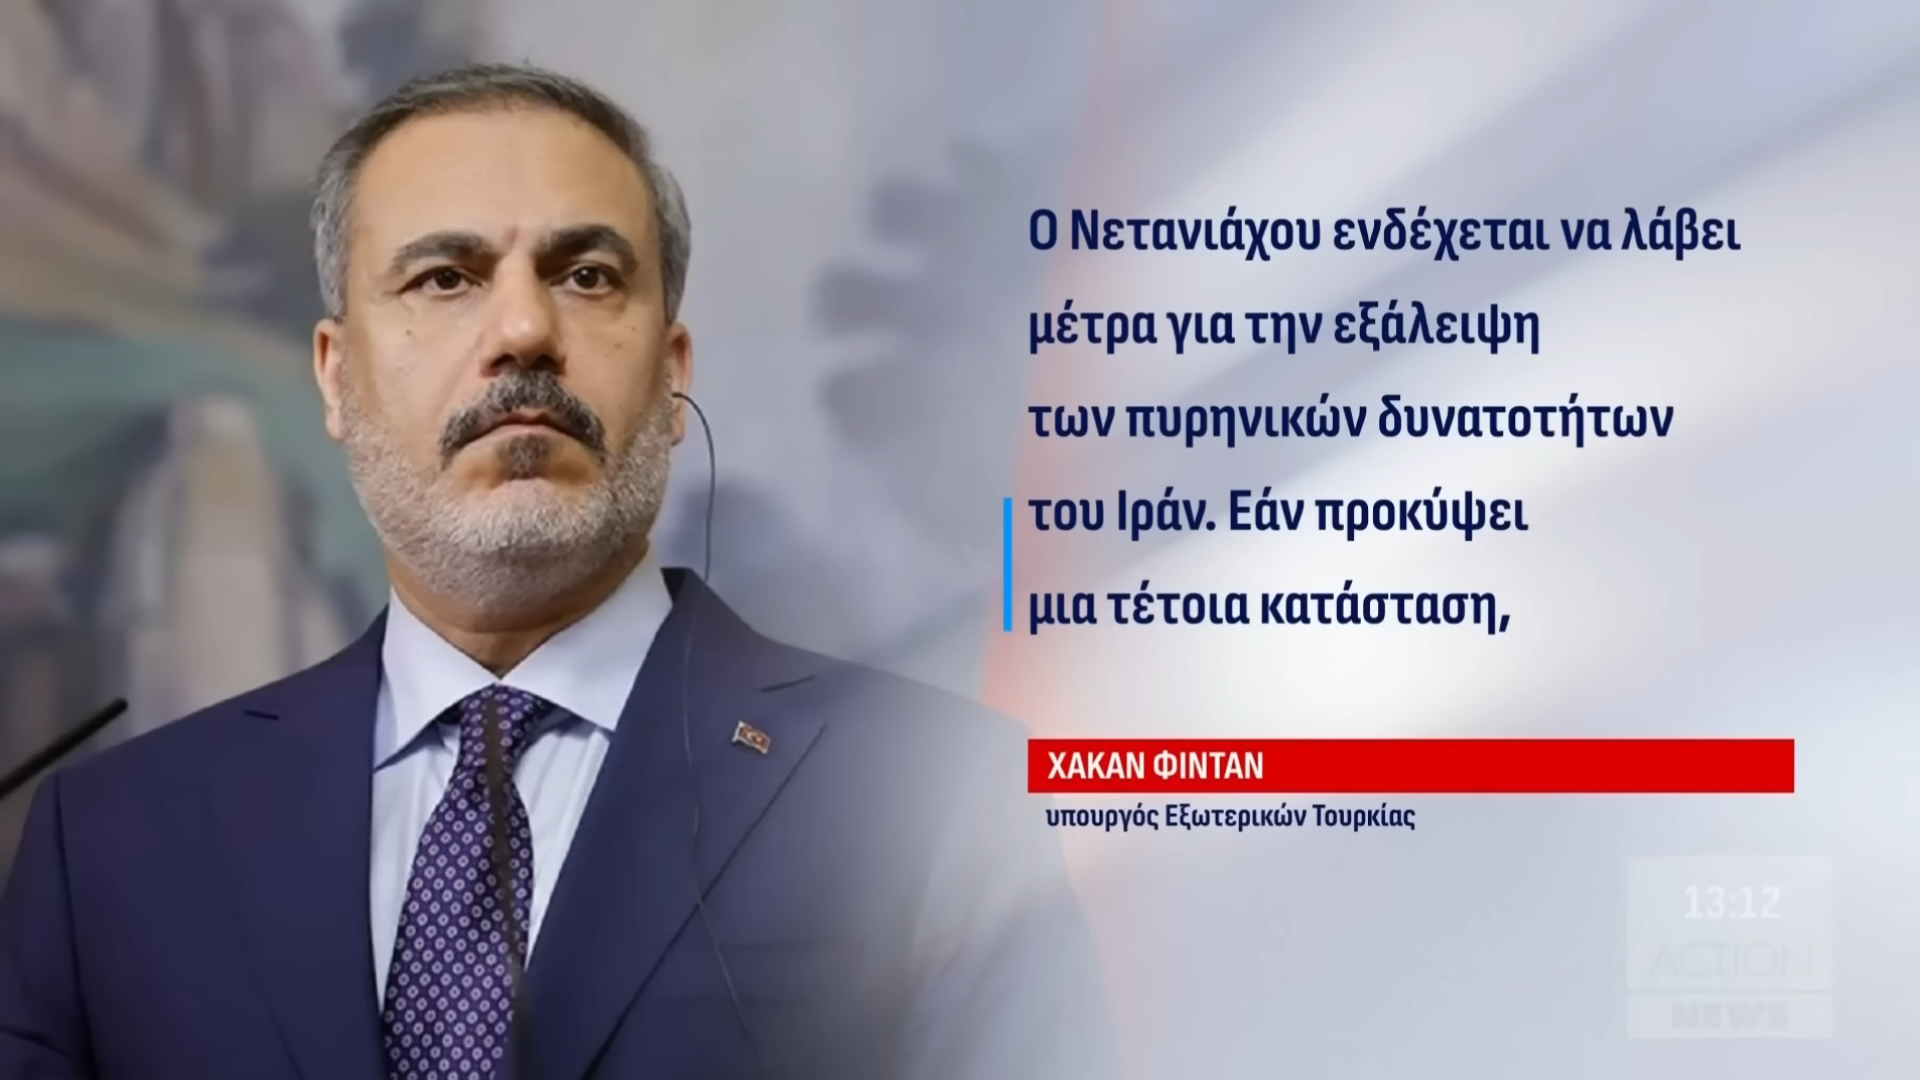 Ο Νετανιάχου ενδέχεται να λάβει
μέτρα για την εξάλειψη
των πυρηνικών δυνατοτήτων
του Ιράν. Εάν προκύψει
μια τέτοια κατάσταση,
ΧΑΚΑΝ ΦΙΝΤΑΝ
υπουργός Εξωτερικών Τουρκίας
13:12
ACTION
NEWS